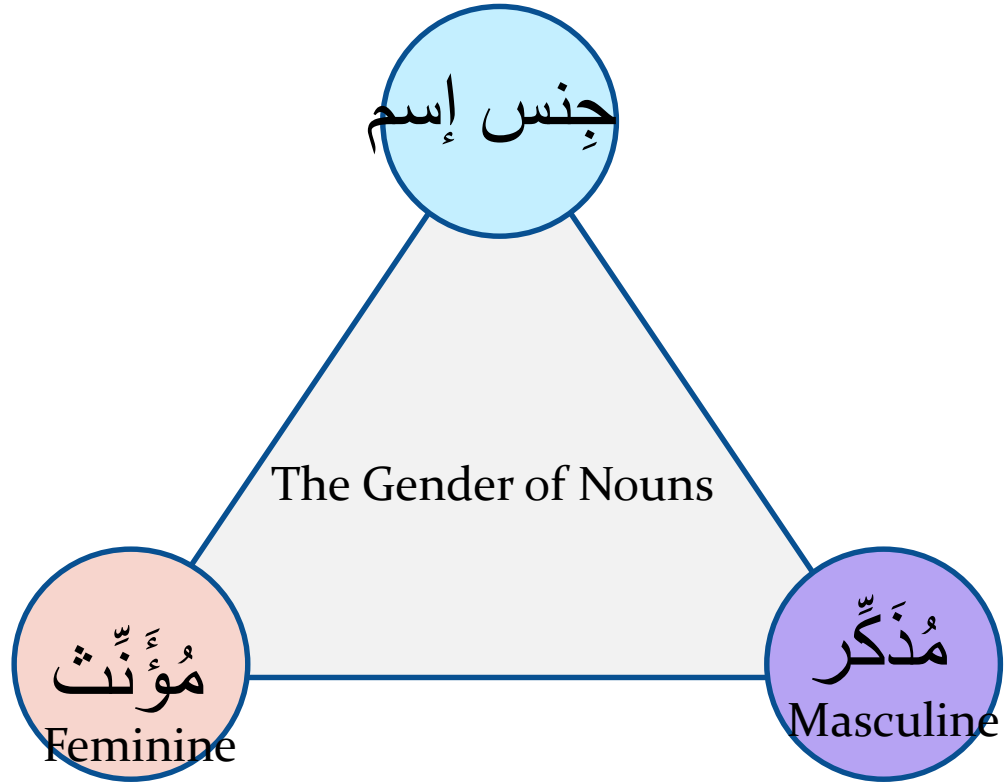 جِنس إسم
The Gender of Nouns
مُؤَنِّث
Feminine
مُذَكِّر
Masculine